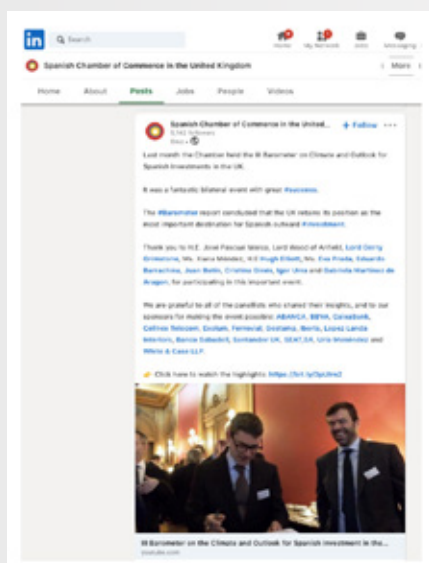 in Search
Home My Network Jobs Messaging
Spanish Chamber of Commerce in the United Kingdom More
Home About Posts Jobs People Videos
Spanish Chamber of Commerce in the United... + Follow ...
followers
Last month the Chamber held the III Barometer on Climate and Outlook for
Spanish Investments in the UK.
It was a fantastic bilateral event with great #success.
The #Barometer report concluded that the UK retains its position as the
most important destination for Spanish outward #investment.
Thank you to H.E. José Pascual Marco, Lord Wood of Anfield, Lord Gerry
Grimstone, Ms. Xiana Méndez, H.E Hugh Elliott, Ms. Eva Prada, Eduardo
Barrachina, Juan Cristina Igor Urra and Gabriela Martínez de
Aragón, for participating in this important event.
We are grateful to all of the panellists who shared their insights, and to our
sponsors for making the event possible: ABANCA, BBVA, CaixaBank,
Cellnex Telecom, Exolum, Ferrovial, Gestamp, Iberia, Lopez Landa
Interiors, Banco Sabadell, Santander UK, SEAT,SA, Uría Menéndez and
White & Case LLP.
Click here to watch the highlights:
III Barometer on the Climate and Outlook for Spanish Investment in the...
youtube.com